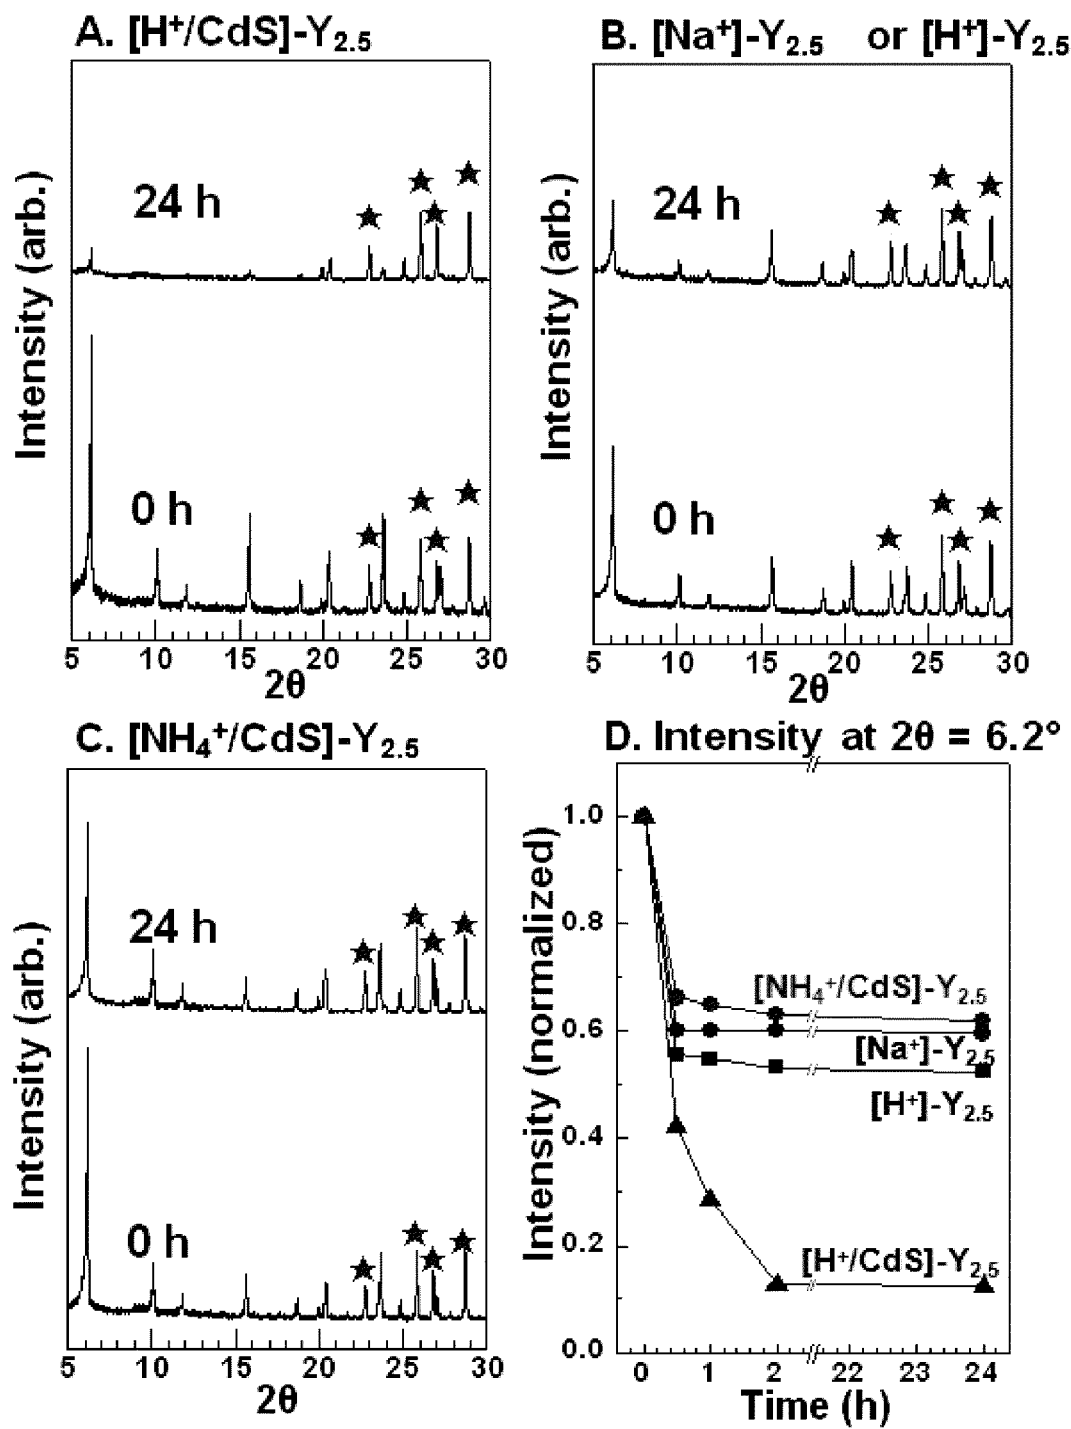 A. [H⁺/CdS]-Y₂.₅
Intensity (arb.)
24 h
0 h
5 10 15 20 25 30
2θ
B. [Na⁺]-Y₂.₅ or [H⁺]-Y₂.₅
Intensity (arb.)
24 h
0 h
5 10 15 20 25 30
2θ
C. [NH₄⁺/CdS]-Y₂.₅
Intensity (arb.)
24 h
0 h
5 10 15 20 25 30
2θ
D. Intensity at 2θ = 6.2°
Intensity (normalized)
1.0
0.8
0.6
0.4
0.2
0.0
[NH₄⁺/CdS]-Y₂.₅
[Na⁺]-Y₂.₅
[H⁺]-Y₂.₅
[H⁺/CdS]-Y₂.₅
0 1 2 22 23 24
Time (h)